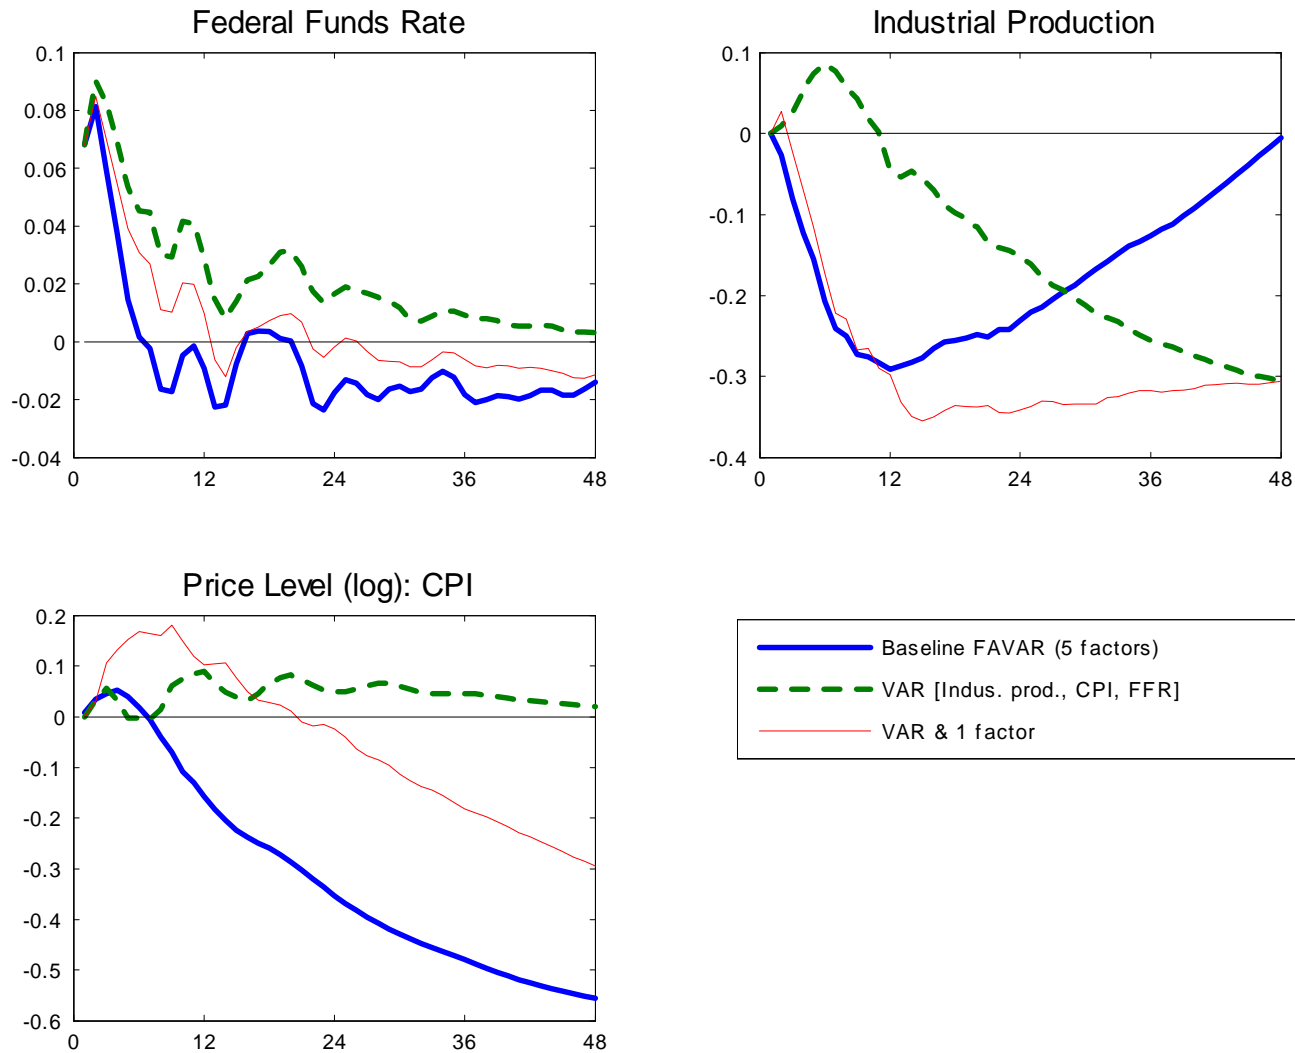 Federal Funds Rate
0.1
0.08
0.06
0.04
0.02
0
-0.02
-0.04
0 12 24 36 48
Industrial Production
0.1
0
-0.1
-0.2
-0.3
-0.4
0 12 24 36 48
Price Level (log): CPI
0.2
0.1
0
-0.1
-0.2
-0.3
-0.4
-0.5
-0.6
0 12 24 36 48
Baseline FAVAR (5 factors)
VAR [Indus. prod., CPI, FFR]
VAR & 1 factor